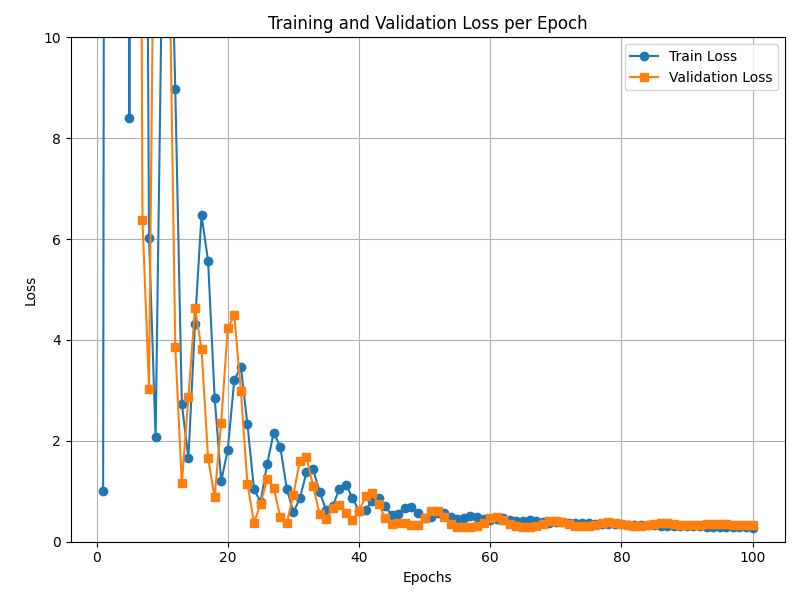 Training and Validation Loss per Epoch
Train Loss
Validation Loss
Loss
10
8
6
4
2
0
0 20 40 60 80 100
Epochs